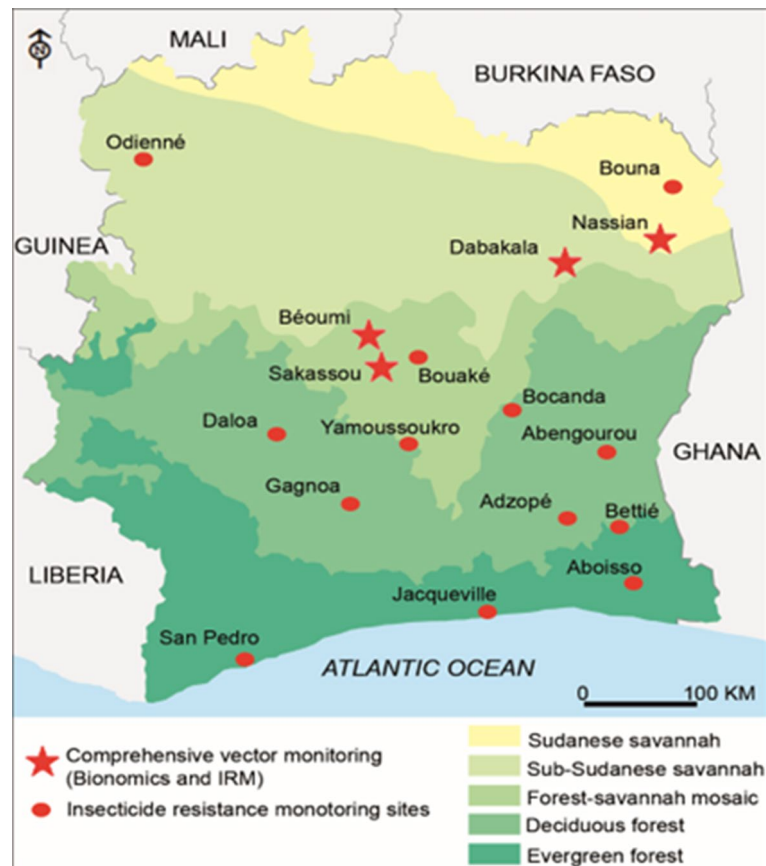 N
MALI
BURKINA FASO
Odienné
Bouna
Nassian
GUINEA
Dabakala
Béoumi
Sakassou
Bouaké
Bocanda
Daloa
Yamoussoukro
Abengourou
GHANA
Gagnoa
Adzopé
Bettié
LIBERIA
Aboisso
Jacqueville
San Pedro
ATLANTIC OCEAN
0 100 KM
Comprehensive vector monitoring
(Bionomics and IRM)
Insecticide resistance monotoring sites
Sudanese savannah
Sub-Sudanese savannah
Forest-savannah mosaic
Deciduous forest
Evergreen forest